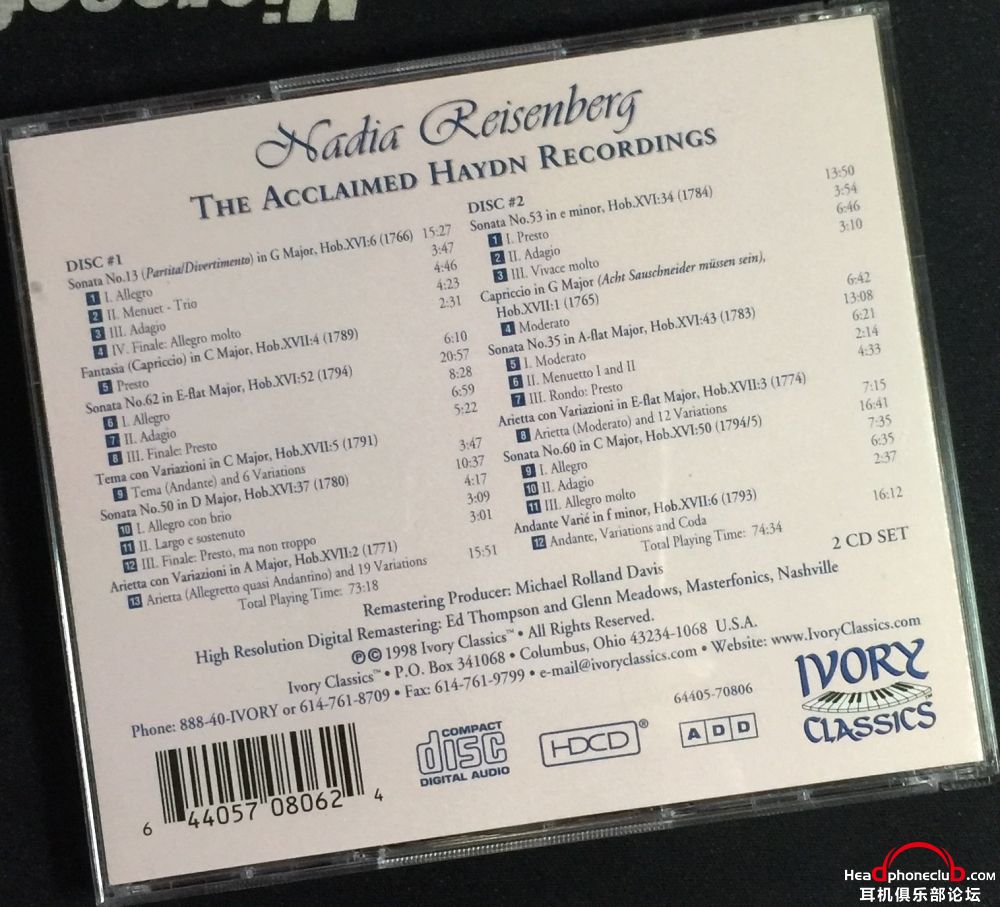 Nadia Reisenberg
THE ACCLAIMED HAYDN RECORDINGS
DISC #1
Sonata No.13 (Partita/Divertimento) in G Major, Hob.XVI:6 (1766) 15:27
1 I. Allegro 3:47
2 II. Menuet - Trio 4:46
3 III. Adagio 4:23
4 IV. Finale: Allegro molto 2:31
Fantasia (Capriccio) in C Major, Hob.XVII:4 (1789)
5 Presto 6:10
Sonata No.62 in E-flat Major, Hob.XVI:52 (1794) 20:57
6 I. Allegro 8:28
7 II. Adagio 6:59
8 III. Finale: Presto 5:22
Tema con Variazioni in C Major, Hob.XVII:5 (1791)
9 Tema (Andante) and 6 Variations 3:47
Sonata No.50 in D Major, Hob.XVI:37 (1780) 10:37
10 I. Allegro con brio 4:17
11 II. Largo e sostenuto 3:09
12 III. Finale: Presto, ma non troppo 3:01
Arietta con Variazioni in A Major, Hob.XVII:2 (1771)
13 Arietta (Allegretto quasi Andantino) and 19 Variations 15:51
Total Playing Time: 73:18
DISC #2
Sonata No.53 in e minor, Hob.XVI:34 (1784) 13:50
1 I. Presto 3:54
2 II. Adagio 6:46
3 III. Vivace molto 3:10
Capriccio in G Major (Acht Sauschneider müssen sein),
Hob.XVII:1 (1765)
4 Moderato 6:42
Sonata No.35 in A-flat Major, Hob.XVI:43 (1783) 13:08
5 I. Moderato 6:21
6 II. Menuetto I and II 2:14
7 III. Rondo: Presto 4:33
Arietta con Variazioni in E-flat Major, Hob.XVII:3 (1774)
8 Arietta (Moderato) and 12 Variations 7:15
Sonata No.60 in C Major, Hob.XVI:50 (1794/5) 16:41
9 I. Allegro 7:35
10 II. Adagio 6:35
11 III. Allegro molto 2:37
Andante Varié in f minor, Hob.XVII:6 (1793)
12 Andante, Variations and Coda 16:12
Total Playing Time: 74:34
2 CD SET
Remastering Producer: Michael Rolland Davis
High Resolution Digital Remastering: Ed Thompson and Glenn Meadows, Masterfonics, Nashville
℗© 1998 Ivory Classics™ • All Rights Reserved.
Ivory Classics™ • P.O. Box 341068 • Columbus, Ohio 43234-1068 U.S.A.
Phone: 888-40-IVORY or 614-761-8709 • Fax: 614-761-9799 • e-mail@ivoryclassics.com • Website: www.IvoryClassics.com
64405-70806
IVORY CLASSICS™
COMPACT disc DIGITAL AUDIO
HDCD®
A D D
6 44057 08062 4
Headphoneclub.com
耳机俱乐部论坛